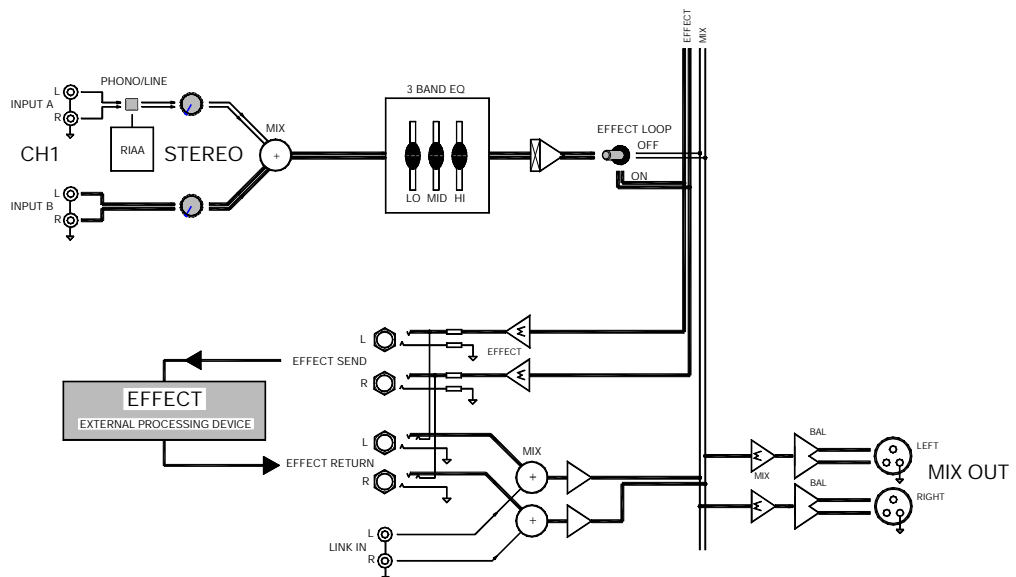 EFFECT
MIX
PHONO/LINE
L
INPUT A
R
RIAA
CH1
STEREO
MIX
+
3 BAND EQ
LO MID HI
EFFECT LOOP
OFF
ON
L
INPUT B
R
L
EFFECT
EFFECT SEND
R
EFFECT
EXTERNAL PROCESSING DEVICE
L
EFFECT RETURN
R
MIX
+
+
L
LINK IN
R
BAL
LEFT
MIX
MIX OUT
BAL
RIGHT